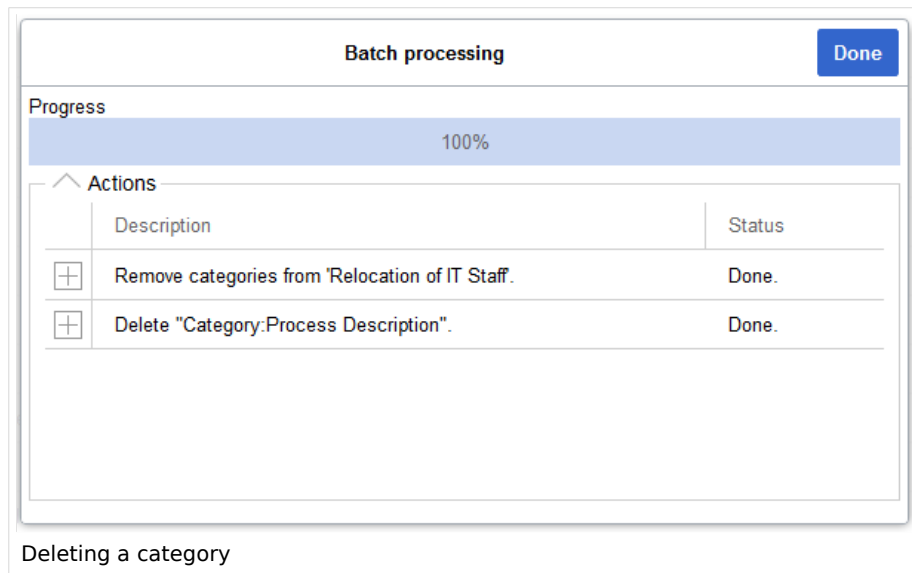 Batch processing
Done
Progress
100%
Actions
Description Status
Remove categories from 'Relocation of IT Staff'. Done.
Delete "Category:Process Description". Done.
Deleting a category